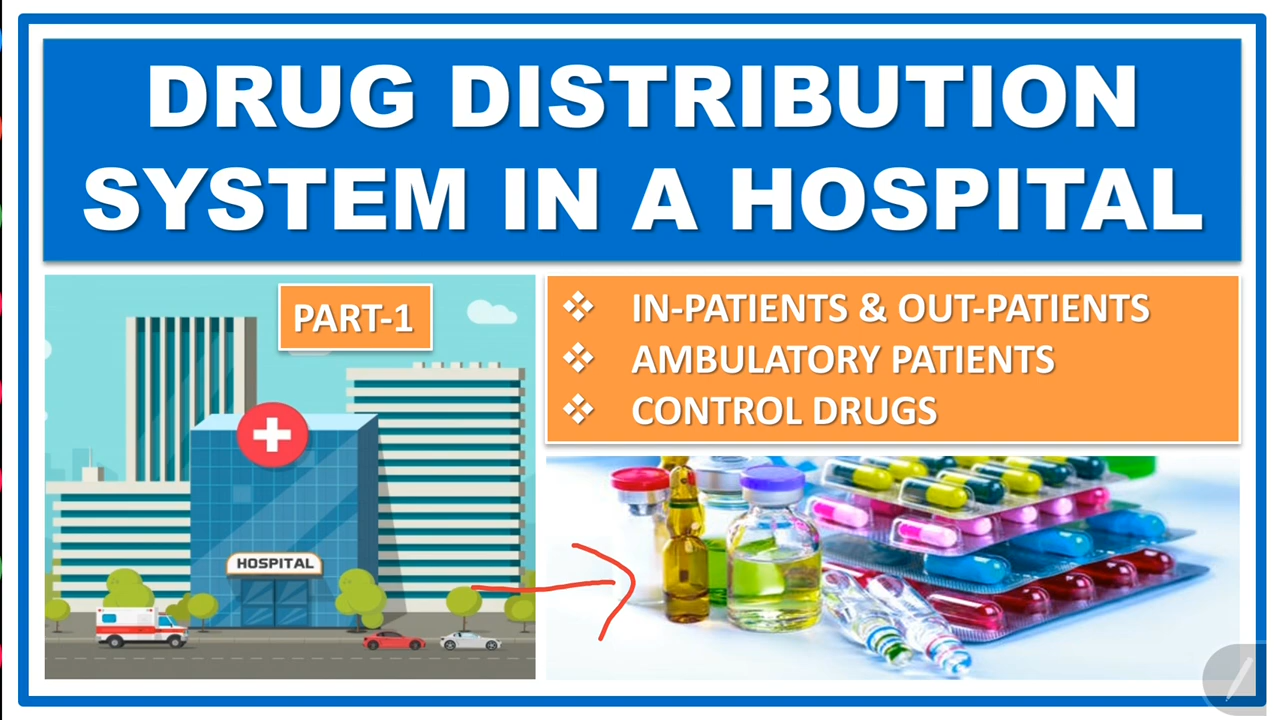 DRUG DISTRIBUTION
SYSTEM IN A HOSPITAL
PART-1
HOSPITAL
❖ IN-PATIENTS & OUT-PATIENTS
❖ AMBULATORY PATIENTS
❖ CONTROL DRUGS